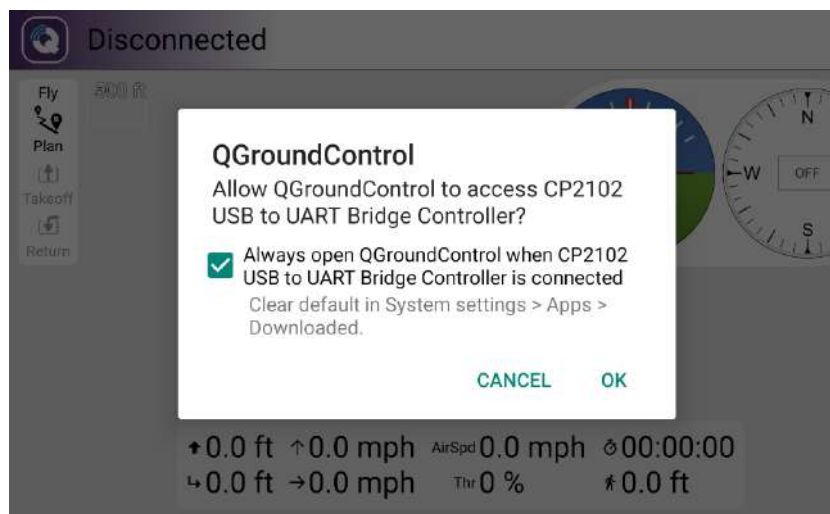 Disconnected
Fly
300 ft
Plan
Takeoff
Return
N
W
OFF
S
QGroundControl
Allow QGroundControl to access CP2102
USB to UART Bridge Controller?
Always open QGroundControl when CP2102
USB to UART Bridge Controller is connected
Clear default in System settings > Apps >
Downloaded.
CANCEL OK
0.0 ft 0.0 mph AirSpd 0.0 mph 00:00:00
0.0 ft 0.0 mph Thr 0 % 0.0 ft